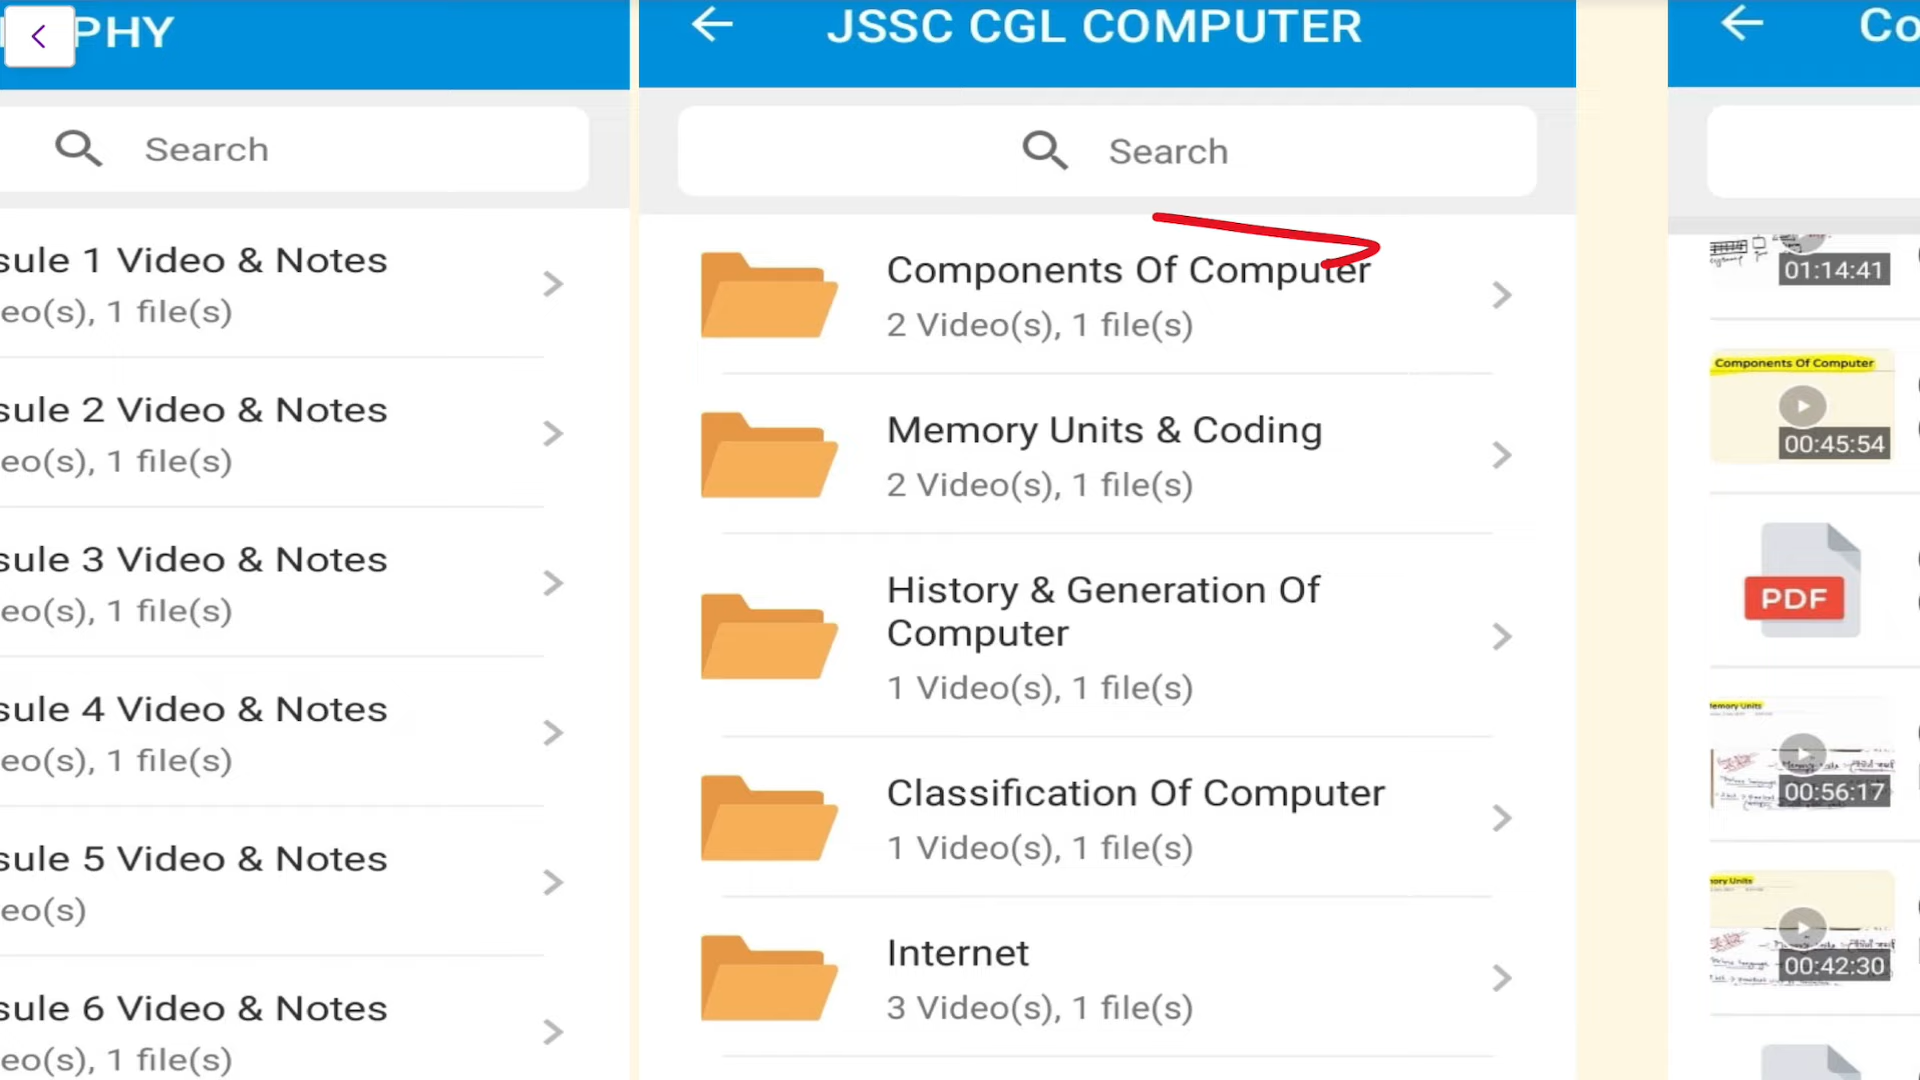 PHY
Search
sule 1 Video & Notes
eo(s), 1 file(s)
sule 2 Video & Notes
eo(s), 1 file(s)
sule 3 Video & Notes
eo(s), 1 file(s)
sule 4 Video & Notes
eo(s), 1 file(s)
sule 5 Video & Notes
eo(s)
sule 6 Video & Notes
eo(s), 1 file(s)
JSSC CGL COMPUTER
Search
Components Of Computer
2 Video(s), 1 file(s)
Memory Units & Coding
2 Video(s), 1 file(s)
History & Generation Of
Computer
1 Video(s), 1 file(s)
Classification Of Computer
1 Video(s), 1 file(s)
Internet
3 Video(s), 1 file(s)
Co
01:14:41
Components Of Computer
00:45:54
PDF
emory Units
00:56:17
ory Units
00:42:30